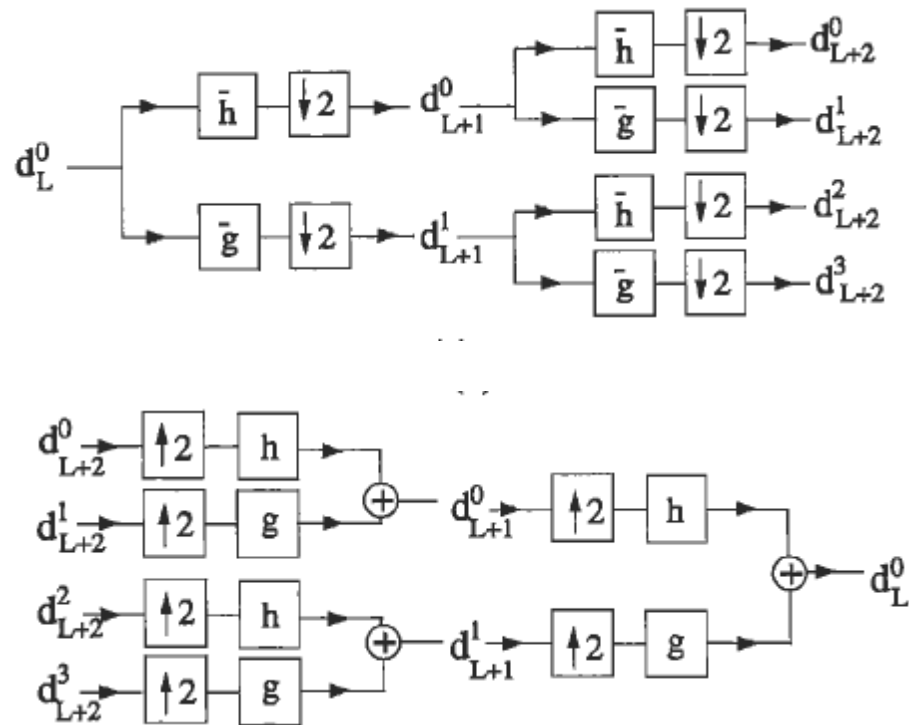 h̄ ↓2 d⁰_{L+2}
h̄ ↓2 d⁰_{L+1}
ḡ ↓2 d¹_{L+2}
d⁰_L
h̄ ↓2 d²_{L+2}
ḡ ↓2 d¹_{L+1}
ḡ ↓2 d³_{L+2}
d⁰_{L+2} ↑2 h
+ d⁰_{L+1} ↑2 h
d¹_{L+2} ↑2 g
+ d⁰_L
d²_{L+2} ↑2 h
+ d¹_{L+1} ↑2 g
d³_{L+2} ↑2 g